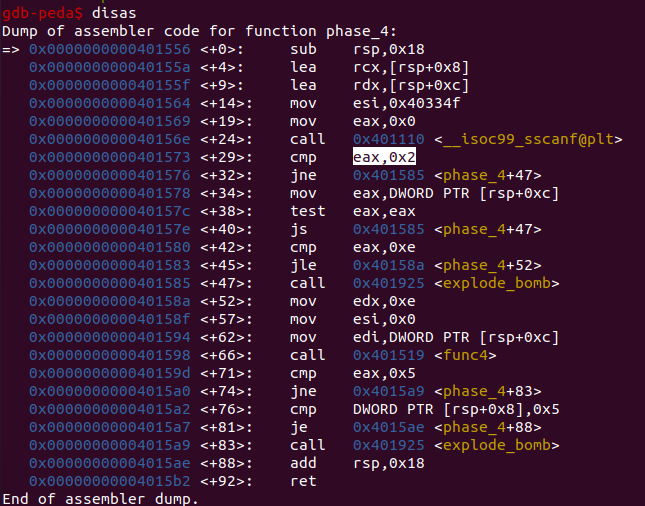 gdb-peda$ disas
Dump of assembler code for function phase_4:
=> 0x0000000000401556 <+0>: sub rsp,0x18
0x000000000040155a <+4>: lea rcx,[rsp+0x8]
0x000000000040155f <+9>: lea rdx,[rsp+0xc]
0x0000000000401564 <+14>: mov esi,0x40334f
0x0000000000401569 <+19>: mov eax,0x0
0x000000000040156e <+24>: call 0x401110 <__isoc99_sscanf@plt>
0x0000000000401573 <+29>: cmp eax,0x2
0x0000000000401576 <+32>: jne 0x401585 <phase_4+47>
0x0000000000401578 <+34>: mov eax,DWORD PTR [rsp+0xc]
0x000000000040157c <+38>: test eax,eax
0x000000000040157e <+40>: js 0x401585 <phase_4+47>
0x0000000000401580 <+42>: cmp eax,0xe
0x0000000000401583 <+45>: jle 0x40158a <phase_4+52>
0x0000000000401585 <+47>: call 0x401925 <explode_bomb>
0x000000000040158a <+52>: mov edx,0xe
0x000000000040158f <+57>: mov esi,0x0
0x0000000000401594 <+62>: mov edi,DWORD PTR [rsp+0xc]
0x0000000000401598 <+66>: call 0x401519 <func4>
0x000000000040159d <+71>: cmp eax,0x5
0x00000000004015a0 <+74>: jne 0x4015a9 <phase_4+83>
0x00000000004015a2 <+76>: cmp DWORD PTR [rsp+0x8],0x5
0x00000000004015a7 <+81>: je 0x4015ae <phase_4+88>
0x00000000004015a9 <+83>: call 0x401925 <explode_bomb>
0x00000000004015ae <+88>: add rsp,0x18
0x00000000004015b2 <+92>: ret
End of assembler dump.